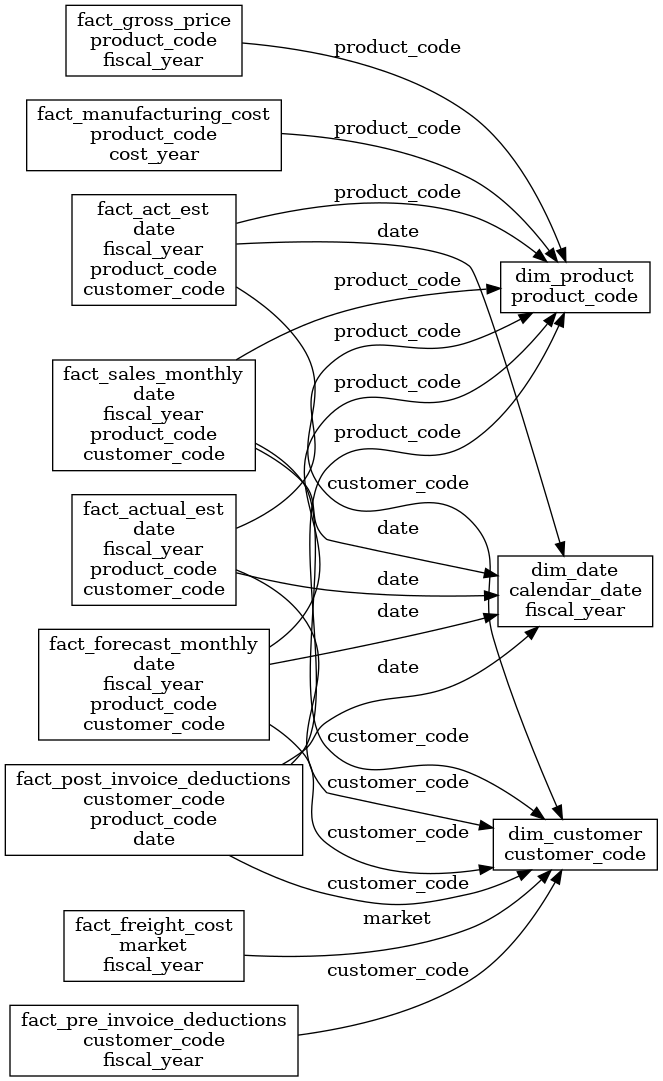 fact_gross_price
product_code
fiscal_year
product_code
fact_manufacturing_cost
product_code
cost_year
product_code
fact_act_est
date
fiscal_year
product_code
customer_code
product_code
date
dim_product
product_code
product_code
product_code
product_code
product_code
fact_sales_monthly
date
fiscal_year
product_code
customer_code
customer_code
fact_actual_est
date
fiscal_year
product_code
customer_code
date
date
date
date
dim_date
calendar_date
fiscal_year
fact_forecast_monthly
date
fiscal_year
product_code
customer_code
customer_code
customer_code
customer_code
customer_code
fact_post_invoice_deductions
customer_code
product_code
date
dim_customer
customer_code
fact_freight_cost
market
fiscal_year
market
customer_code
fact_pre_invoice_deductions
customer_code
fiscal_year